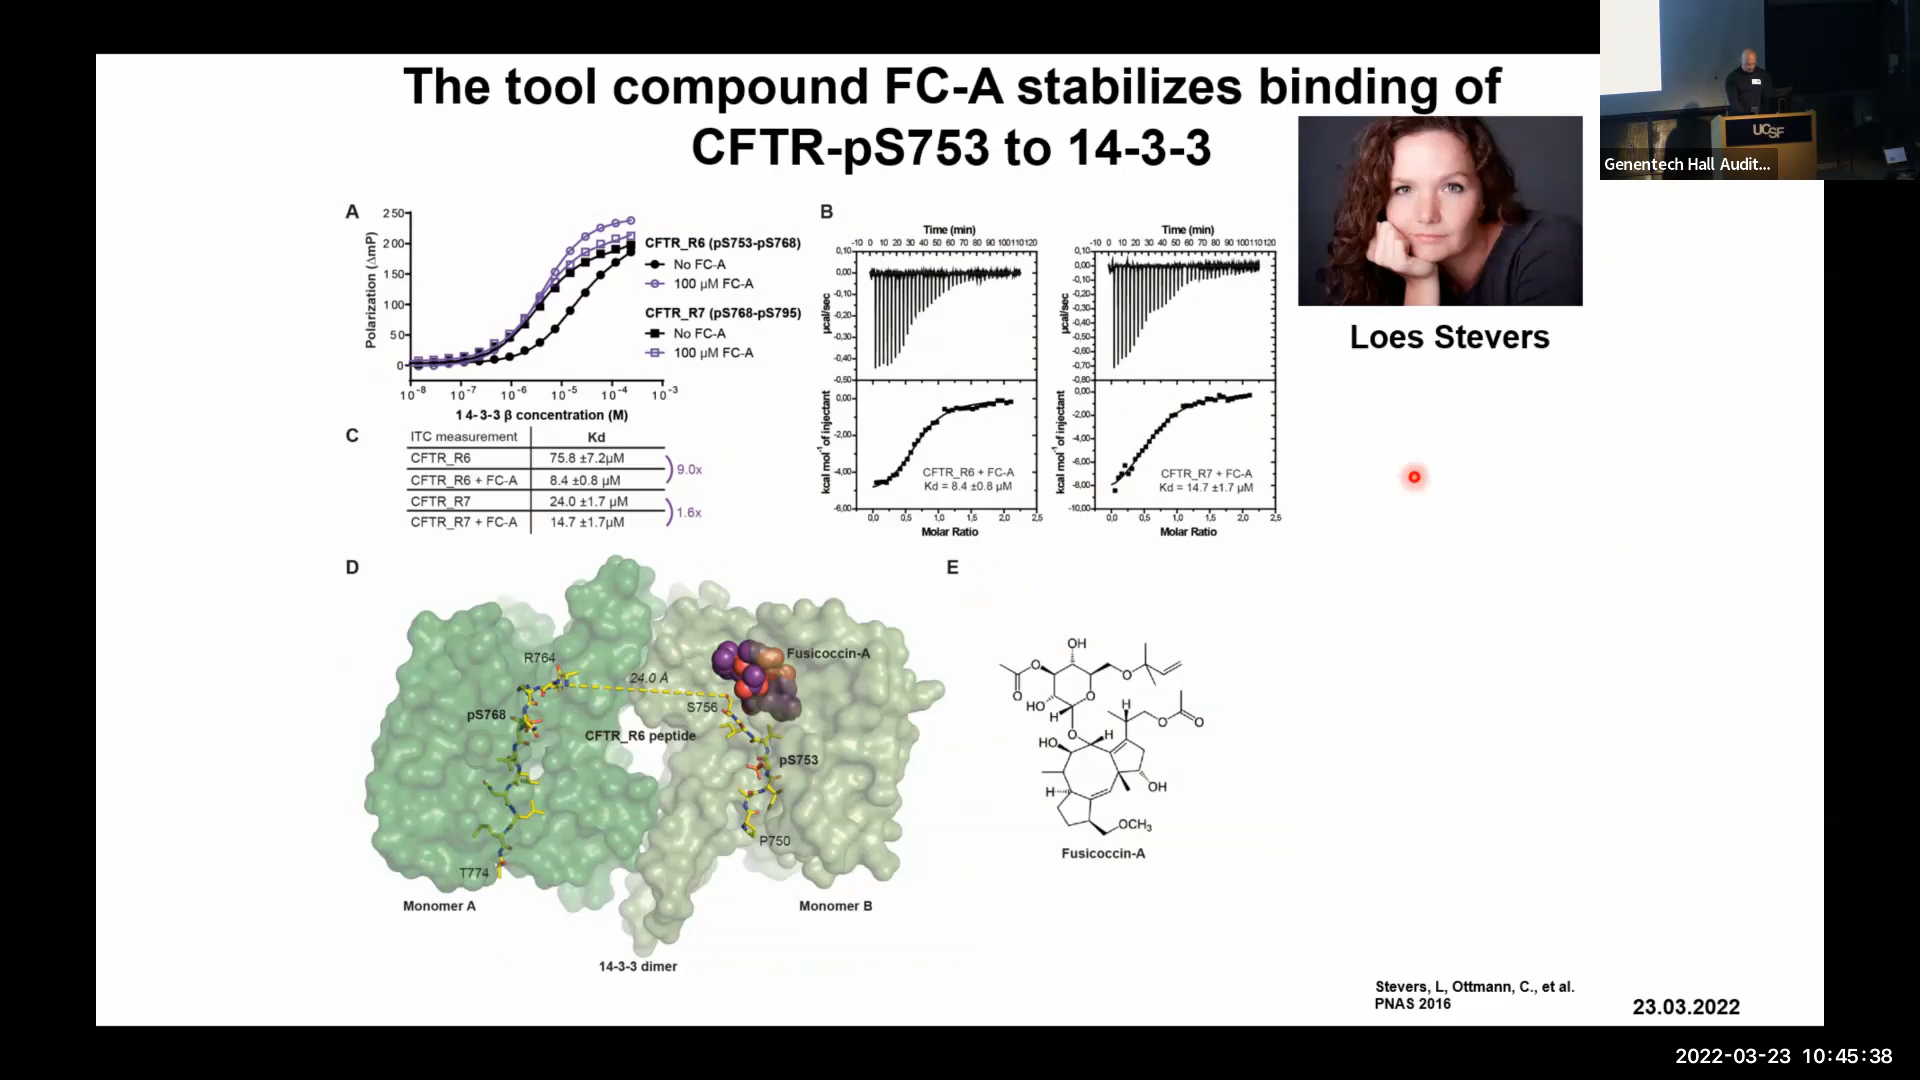 The tool compound FC-A stabilizes binding of
CFTR-pS753 to 14-3-3
UCSF
Genentech Hall Audit...
Loes Stevers
A
Polarization (ΔmP)
250
200
150
100
50
0
10⁻⁸ 10⁻⁷ 10⁻⁶ 10⁻⁵ 10⁻⁴ 10⁻³
14-3-3 β concentration (M)
CFTR_R6 (pS753-pS768)
No FC-A
100 µM FC-A
CFTR_R7 (pS768-pS795)
No FC-A
100 µM FC-A
B
Time (min)
-10 0 10 20 30 40 50 60 70 80 90 100110120
0,10
0,00
-0,10
-0,20
-0,30
-0,40
-0,50
µcal/sec
0,00
-2,00
-4,00
-6,00
kcal mol⁻¹ of injectant
CFTR_R6 + FC-A
Kd = 8.4 ±0.8 µM
0,0 0,5 1,0 1,5 2,0 2,5
Molar Ratio
Time (min)
-10 0 10 20 30 40 50 60 70 80 90 100110120
0,10
0,00
-0,10
-0,20
-0,30
-0,40
-0,50
-0,60
-0,70
-0,80
µcal/sec
0,00
-2,00
-4,00
-6,00
-8,00
-10,00
kcal mol⁻¹ of injectant
CFTR_R7 + FC-A
Kd = 14.7 ±1.7 µM
0,0 0,5 1,0 1,5 2,0 2,5
Molar Ratio
C
ITC measurement Kd
CFTR_R6 75.8 ±7.2µM
CFTR_R6 + FC-A 8.4 ±0.8 µM
9.0x
CFTR_R7 24.0 ±1.7 µM
CFTR_R7 + FC-A 14.7 ±1.7µM
1.6x
D
R764
24.0 Å
Fusicoccin-A
S756
pS768
CFTR_R6 peptide
pS753
P750
T774
Monomer A
Monomer B
14-3-3 dimer
E
OH
O
O
O
HO
O
H
O
H
O
O
HO
H
OH
H
OCH₃
Fusicoccin-A
Stevers, L, Ottmann, C., et al.
PNAS 2016
23.03.2022
2022-03-23 10:45:38